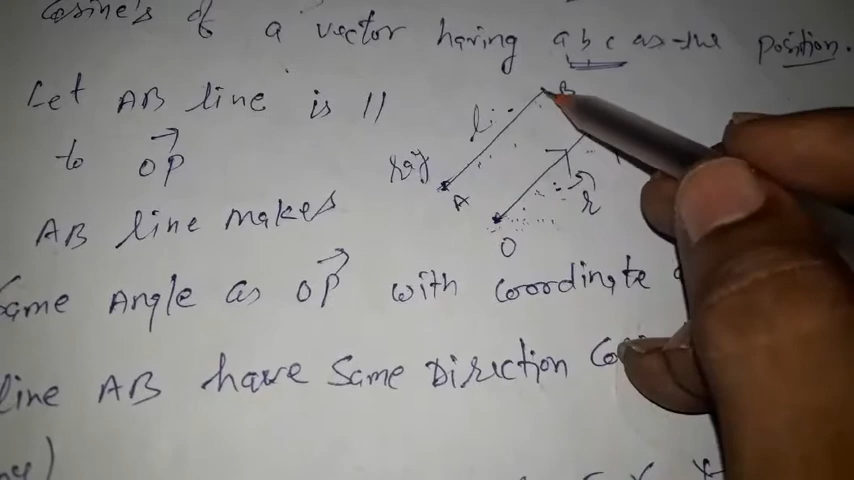 Cosine's of a vector having a b c as the position.
Let AB line is ||
to OP
l
B
A
r
O
AB line makes
Same Angle as OP with coordinate
line AB have same Direction